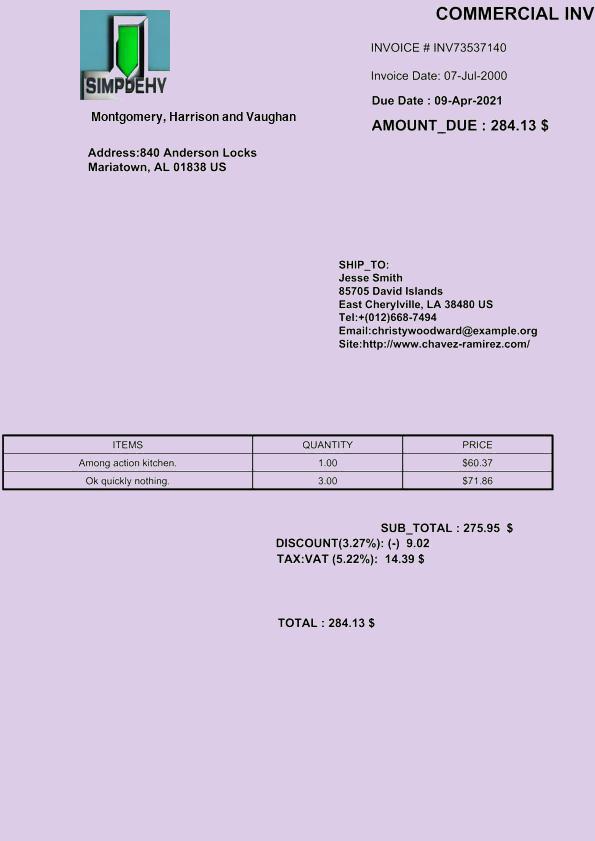 COMMERCIAL INV
INVOICE # INV73537140
Invoice Date: 07-Jul-2000
Due Date : 09-Apr-2021
AMOUNT_DUE : 284.13 $
SIMPDEHY
Montgomery, Harrison and Vaughan
Address:840 Anderson Locks
Mariatown, AL 01838 US
SHIP_TO:
Jesse Smith
85705 David Islands
East Cherylville, LA 38480 US
Tel:+(012)668-7494
Email:christywoodward@example.org
Site:http://www.chavez-ramirez.com/
ITEMS QUANTITY PRICE
Among action kitchen. 1.00 $60.37
Ok quickly nothing. 3.00 $71.86
SUB_TOTAL : 275.95 $
DISCOUNT(3.27%): (-) 9.02
TAX:VAT (5.22%): 14.39 $
TOTAL : 284.13 $